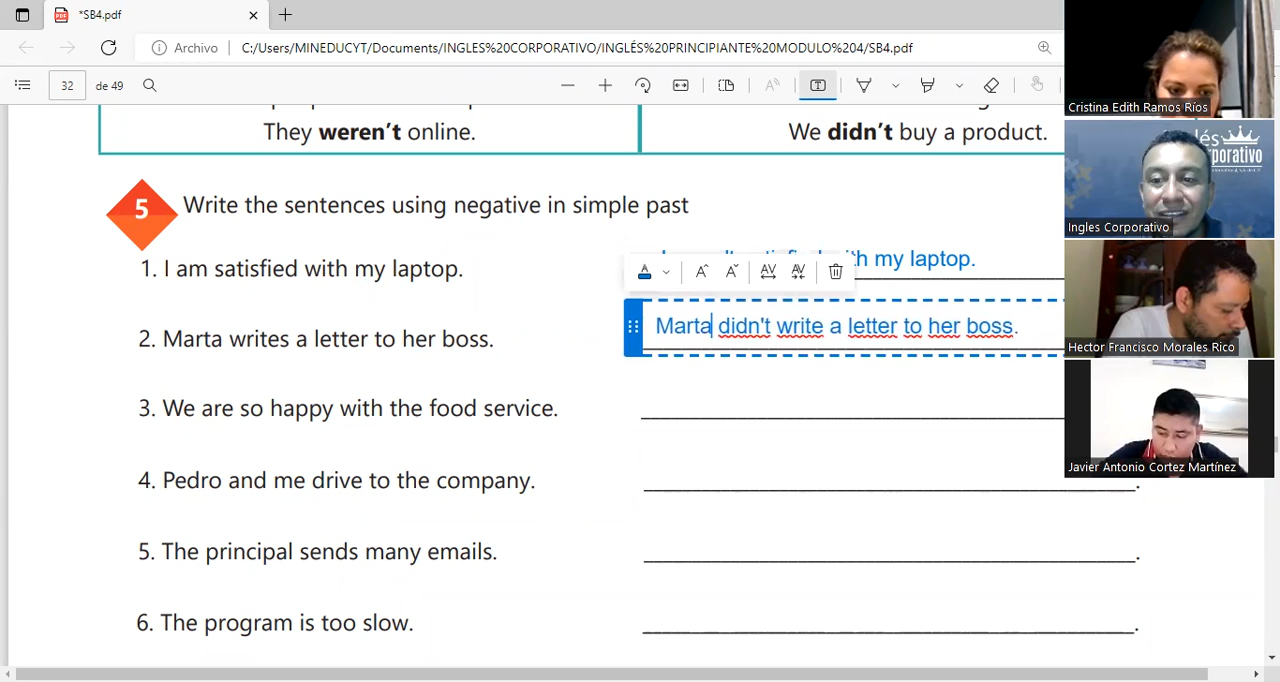 *SB4.pdf
Archivo C:/Users/MINEDUCYT/Documents/INGLES%20CORPORATIVO/INGLÉS%20PRINCIPIANTE%20MODULO%204/SB4.pdf
32 de 49
They weren't online.
We didn't buy a product.
5 Write the sentences using negative in simple past
1. I am satisfied with my laptop.
th my laptop.
2. Marta writes a letter to her boss.
Marta didn't write a letter to her boss.
3. We are so happy with the food service.
4. Pedro and me drive to the company.
5. The principal sends many emails.
6. The program is too slow.
Cristina Edith Ramos Ríos
és
rporativo
Ingles Corporativo
Hector Francisco Morales Rico
Javier Antonio Cortez Martínez